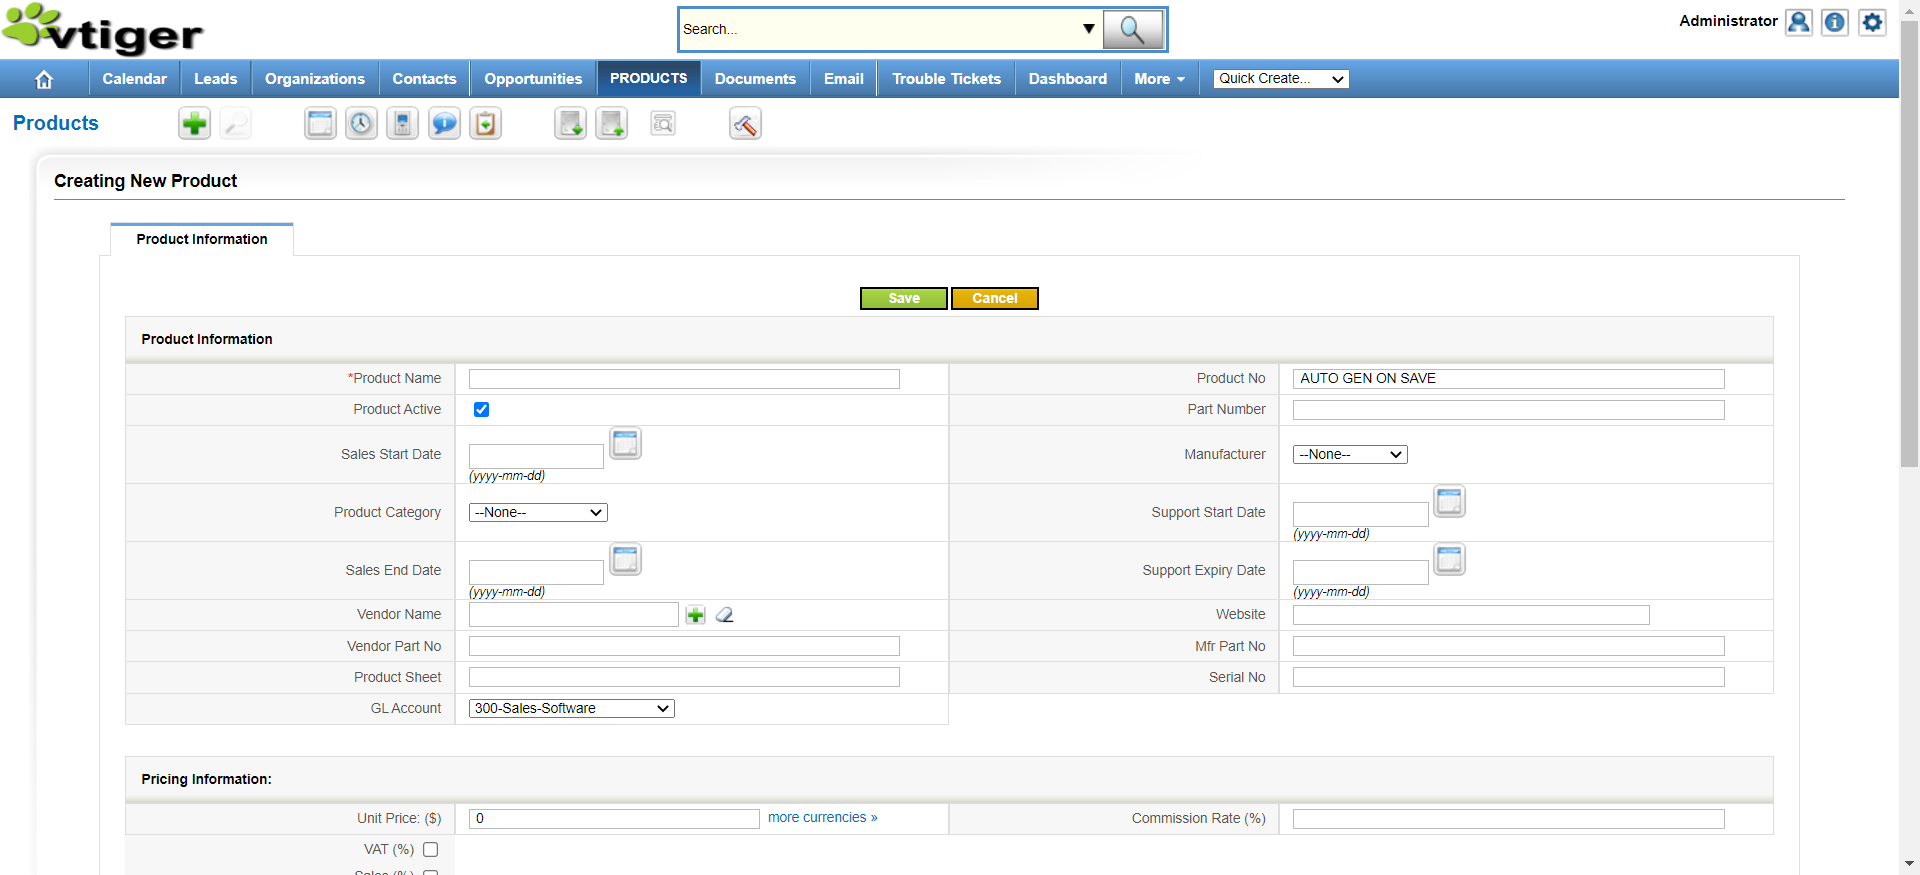 vtiger
Search...
Administrator
Calendar Leads Organizations Contacts Opportunities PRODUCTS Documents Email Trouble Tickets Dashboard More Quick Create...
Products
Creating New Product
Product Information
Save Cancel
Product Information
*Product Name Product No AUTO GEN ON SAVE
Product Active Part Number
Sales Start Date (yyyy-mm-dd) Manufacturer --None--
Product Category --None-- Support Start Date (yyyy-mm-dd)
Sales End Date (yyyy-mm-dd) Support Expiry Date (yyyy-mm-dd)
Vendor Name Website
Vendor Part No Mfr Part No
Product Sheet Serial No
GL Account 300-Sales-Software
Pricing Information:
Unit Price: ($) 0 more currencies » Commission Rate (%)
VAT (%)
Sales (%)